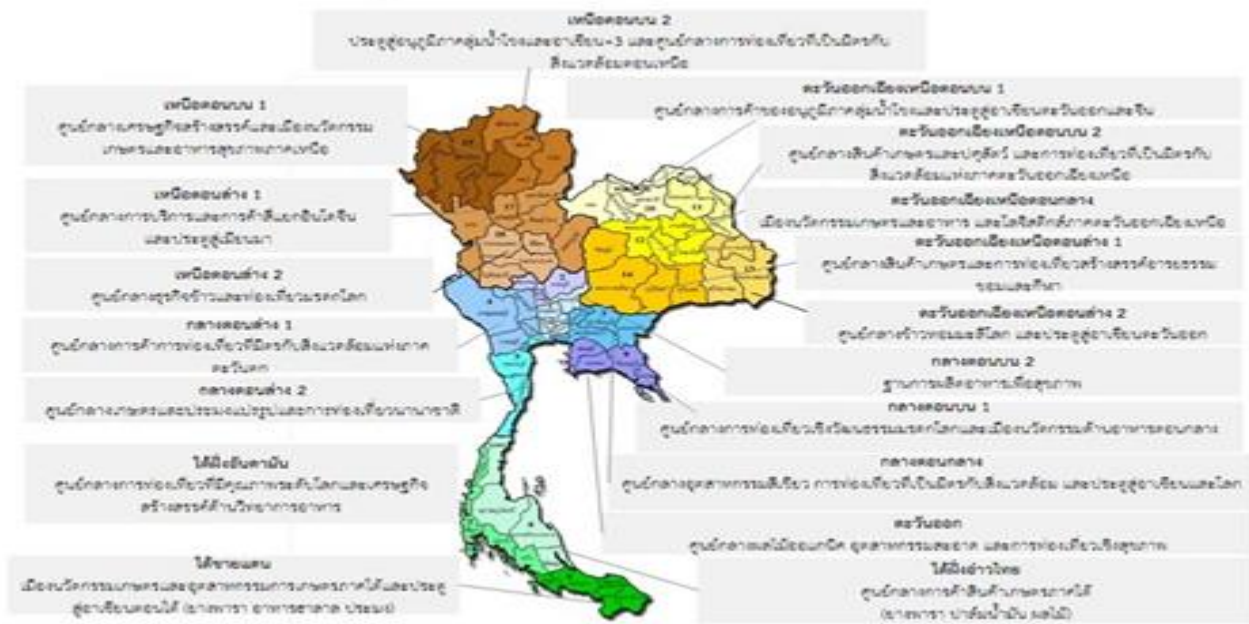 เหนือตอนบน 2
ประตูสู่อนุภูมิภาคลุ่มน้ำโขงและอาเซียน+3 และศูนย์กลางการท่องเที่ยวที่เป็นมิตรกับ
สิ่งแวดล้อมตอนเหนือ
เหนือตอนบน 1
ศูนย์กลางเศรษฐกิจสร้างสรรค์และเมืองนวัตกรรม
เกษตรและอาหารสุขภาพภาคเหนือ
เหนือตอนล่าง 1
ศูนย์กลางการบริการและการค้าสี่แยกอินโดจีน
และประตูสู่เมียนมา
เหนือตอนล่าง 2
ศูนย์กลางธุรกิจข้าวและท่องเที่ยวมรดกโลก
กลางตอนล่าง 1
ศูนย์กลางการค้าการท่องเที่ยวที่มิตรกับสิ่งแวดล้อมแห่งภาค
ตะวันตก
กลางตอนล่าง 2
ศูนย์กลางเกษตรและประมงแปรรูปและการท่องเที่ยวนานาชาติ
ใต้ฝั่งอันดามัน
ศูนย์กลางการท่องเที่ยวที่มีคุณภาพระดับโลกและเศรษฐกิจ
สร้างสรรค์ด้านวิทยาการอาหาร
ใต้ชายแดน
เมืองนวัตกรรมเกษตรและอุตสาหกรรมการเกษตรภาคใต้และประตู
สู่อาเซียนตอนใต้ (ยางพารา อาหารฮาลาล ประมง)
ตะวันออกเฉียงเหนือตอนบน 1
ศูนย์กลางการค้าของอนุภูมิภาคลุ่มน้ำโขงและประตูสู่อาเซียนตะวันออกและจีน
ตะวันออกเฉียงเหนือตอนบน 2
ศูนย์กลางสินค้าเกษตรและปศุสัตว์ และการท่องเที่ยวที่เป็นมิตรกับ
สิ่งแวดล้อมแห่งภาคตะวันออกเฉียงเหนือ
ตะวันออกเฉียงเหนือตอนกลาง
เมืองนวัตกรรมเกษตรและอาหาร และโลจิสติกส์ภาคตะวันออกเฉียงเหนือ
ตะวันออกเฉียงเหนือตอนล่าง 1
ศูนย์กลางสินค้าเกษตรและการท่องเที่ยวสร้างสรรค์อารยธรรม
ขอมและกีฬา
ตะวันออกเฉียงเหนือตอนล่าง 2
ศูนย์กลางข้าวหอมมะลิโลก และประตูสู่อาเซียนตะวันออก
กลางตอนบน 2
ฐานการผลิตอาหารเพื่อสุขภาพ
กลางตอนบน 1
ศูนย์กลางการท่องเที่ยวเชิงวัฒนธรรมมรดกโลกและเมืองนวัตกรรมด้านอาหารตอนกลาง
กลางตอนกลาง
ศูนย์กลางอุตสาหกรรมสีเขียว การท่องเที่ยวที่เป็นมิตรกับสิ่งแวดล้อม และประตูสู่อาเซียนและโลก
ตะวันออก
ศูนย์กลางผลไม้ออแกนิค อุตสาหกรรมสะอาด และการท่องเที่ยวเชิงสุขภาพ
ใต้ฝั่งอ่าวไทย
ศูนย์กลางการค้าสินค้าเกษตรภาคใต้
(ยางพารา ปาล์มน้ำมัน ผลไม้)